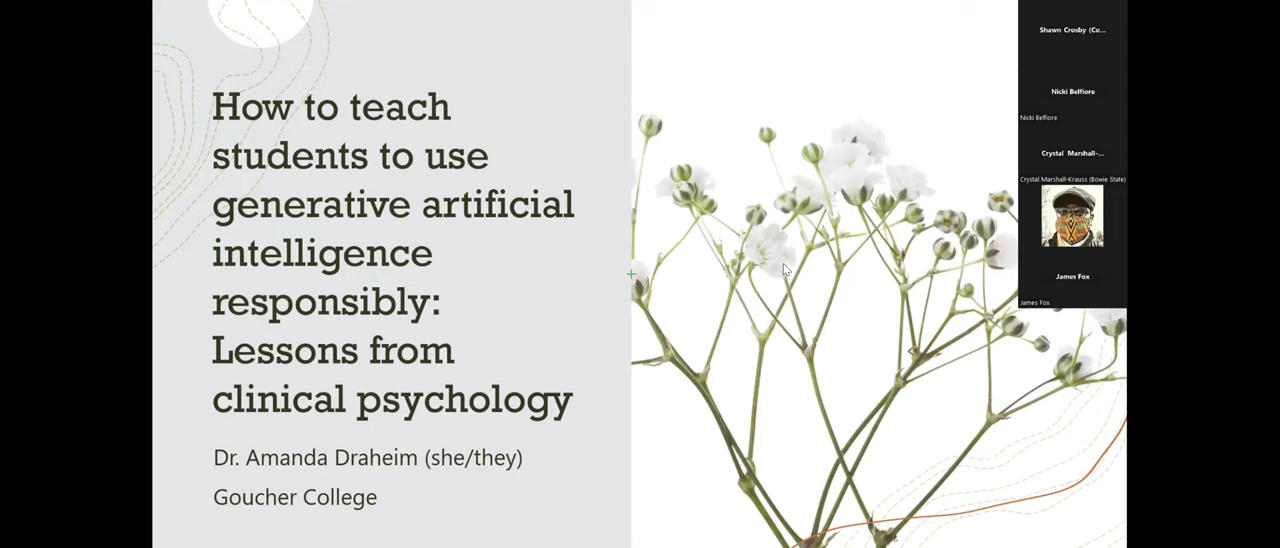 How to teach
students to use
generative artificial
intelligence
responsibly:
Lessons from
clinical psychology
Dr. Amanda Draheim (she/they)
Goucher College
Shawn Crosby (Co...
Nicki Belfiore
Nicki Belfiore
Crystal Marshall-...
Crystal Marshall-Krauss (Bowie State)
James Fox
James Fox